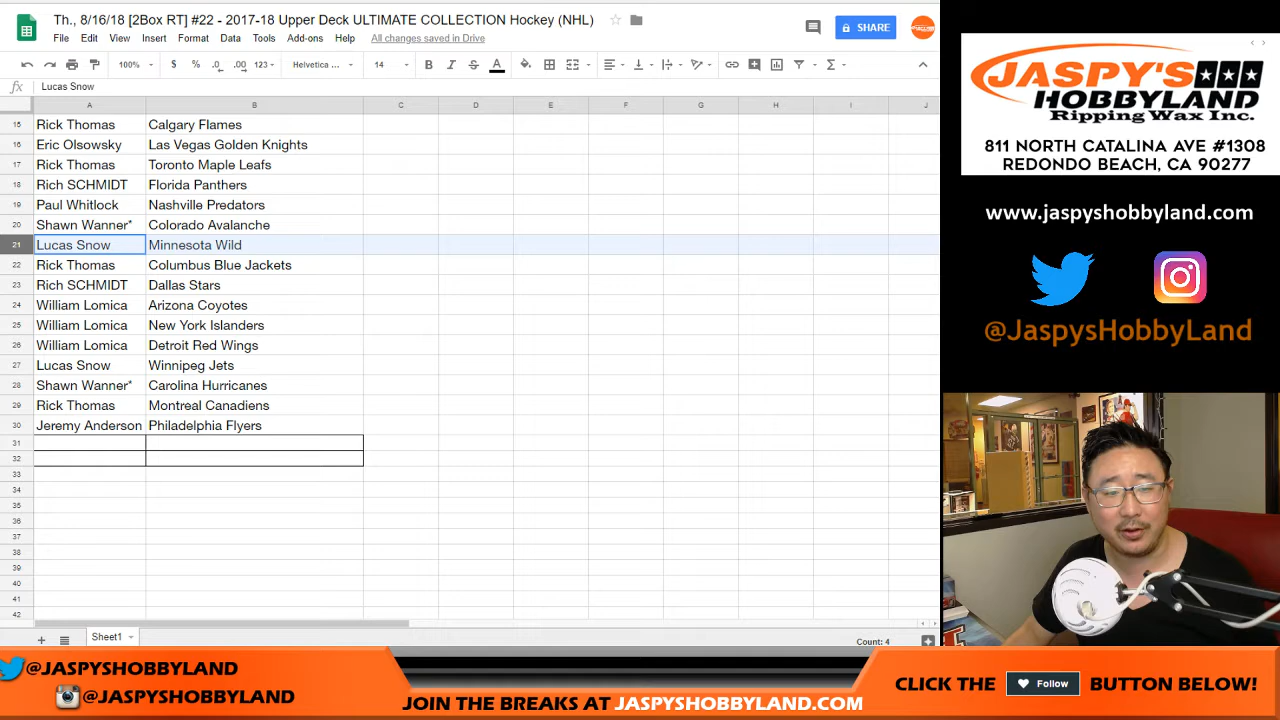 Th., 8/16/18 [2Box RT] #22 - 2017-18 Upper Deck ULTIMATE COLLECTION Hockey (NHL)
File Edit View Insert Format Data Tools Add-ons Help All changes saved in Drive
SHARE
100% $ % .0 .00 123 Helvetica ... 14 B I S A
fx Lucas Snow
A B C D E F G H I J
15 Rick Thomas Calgary Flames
16 Eric Olsowsky Las Vegas Golden Knights
17 Rick Thomas Toronto Maple Leafs
18 Rich SCHMIDT Florida Panthers
19 Paul Whitlock Nashville Predators
20 Shawn Wanner* Colorado Avalanche
21 Lucas Snow Minnesota Wild
22 Rick Thomas Columbus Blue Jackets
23 Rich SCHMIDT Dallas Stars
24 William Lomica Arizona Coyotes
25 William Lomica New York Islanders
26 William Lomica Detroit Red Wings
27 Lucas Snow Winnipeg Jets
28 Shawn Wanner* Carolina Hurricanes
29 Rick Thomas Montreal Canadiens
30 Jeremy Anderson Philadelphia Flyers
31
32
33
34
35
36
37
38
39
40
41
42
Sheet1
Count: 4
JASPY'S
HOBBYLAND
Ripping Wax Inc.
811 NORTH CATALINA AVE #1308
REDONDO BEACH, CA 90277
www.jaspyshobbyland.com
@JaspysHobbyLand
@JASPYSHOBBYLAND
@JASPYSHOBBYLAND
JOIN THE BREAKS AT JASPYSHOBBYLAND.COM
CLICK THE Follow BUTTON BELOW!